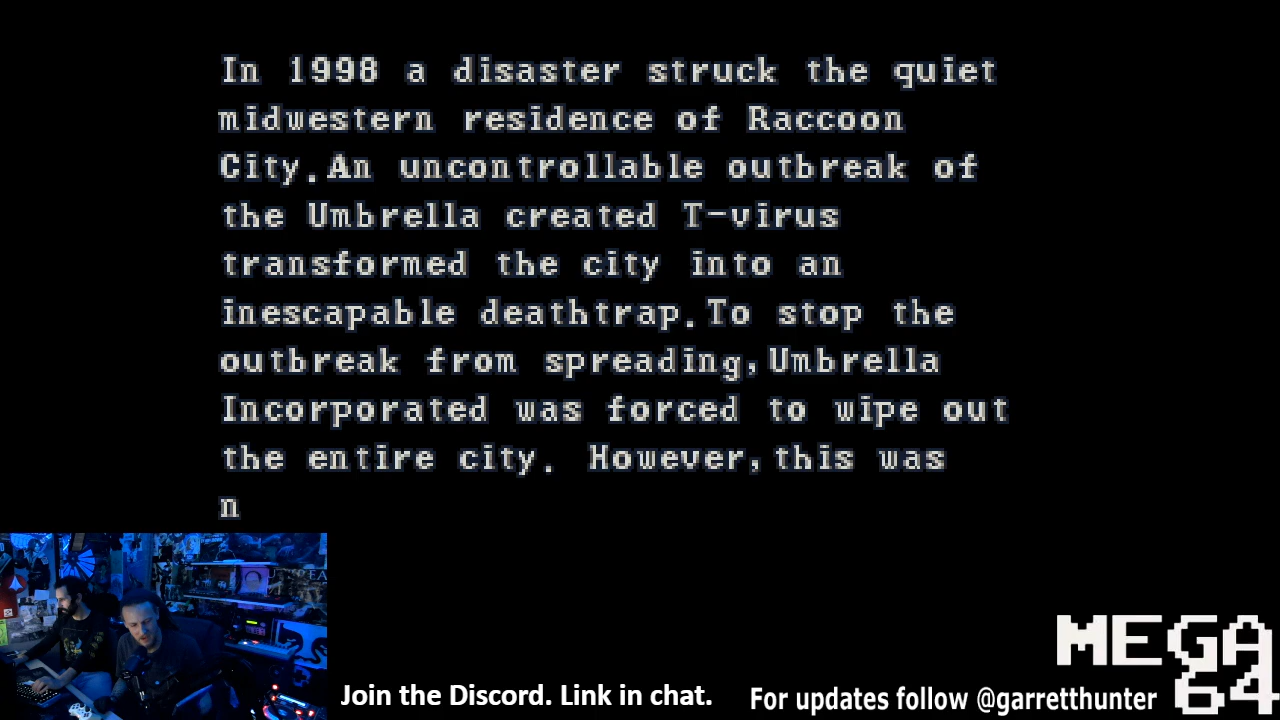 In 1998 a disaster struck the quiet
midwestern residence of Raccoon
City.An uncontrollable outbreak of
the Umbrella created T-virus
transformed the city into an
inescapable deathtrap.To stop the
outbreak from spreading,Umbrella
Incorporated was forced to wipe out
the entire city. However,this was
n
Join the Discord. Link in chat.
For updates follow @garretthunter
MEGA
64